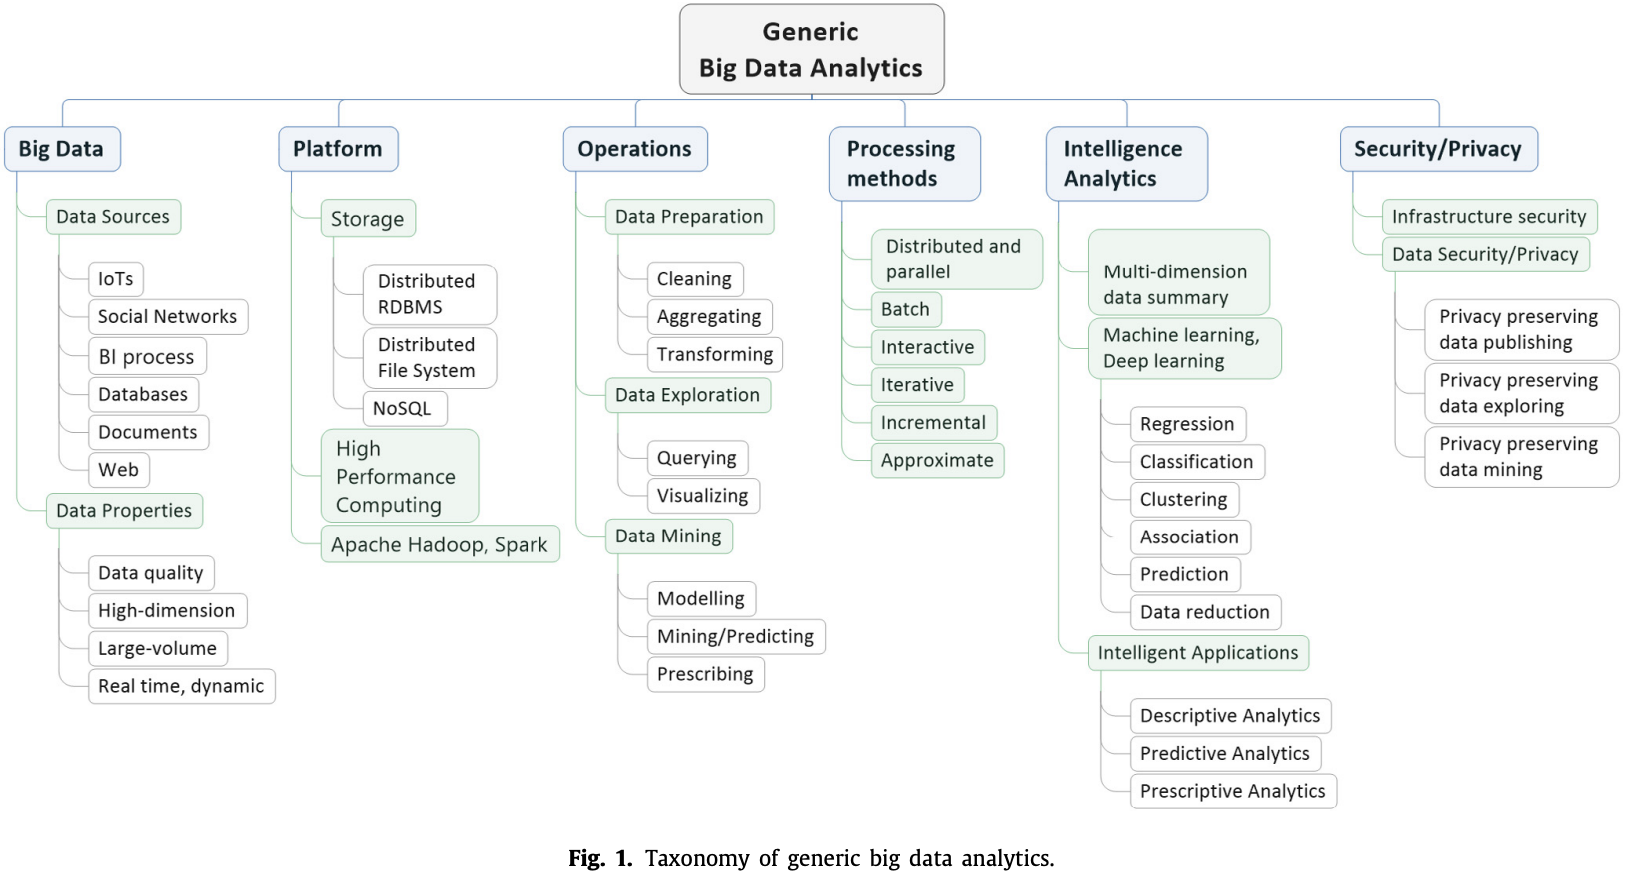 Generic
Big Data Analytics
Big Data
Data Sources
IoTs
Social Networks
BI process
Databases
Documents
Web
Data Properties
Data quality
High-dimension
Large-volume
Real time, dynamic
Platform
Storage
Distributed
RDBMS
Distributed
File System
NoSQL
High
Performance
Computing
Apache Hadoop, Spark
Operations
Data Preparation
Cleaning
Aggregating
Transforming
Data Exploration
Querying
Visualizing
Data Mining
Modelling
Mining/Predicting
Prescribing
Processing
methods
Distributed and
parallel
Batch
Interactive
Iterative
Incremental
Approximate
Intelligence
Analytics
Multi-dimension
data summary
Machine learning,
Deep learning
Regression
Classification
Clustering
Association
Prediction
Data reduction
Intelligent Applications
Descriptive Analytics
Predictive Analytics
Prescriptive Analytics
Security/Privacy
Infrastructure security
Data Security/Privacy
Privacy preserving
data publishing
Privacy preserving
data exploring
Privacy preserving
data mining
Fig. 1. Taxonomy of generic big data analytics.